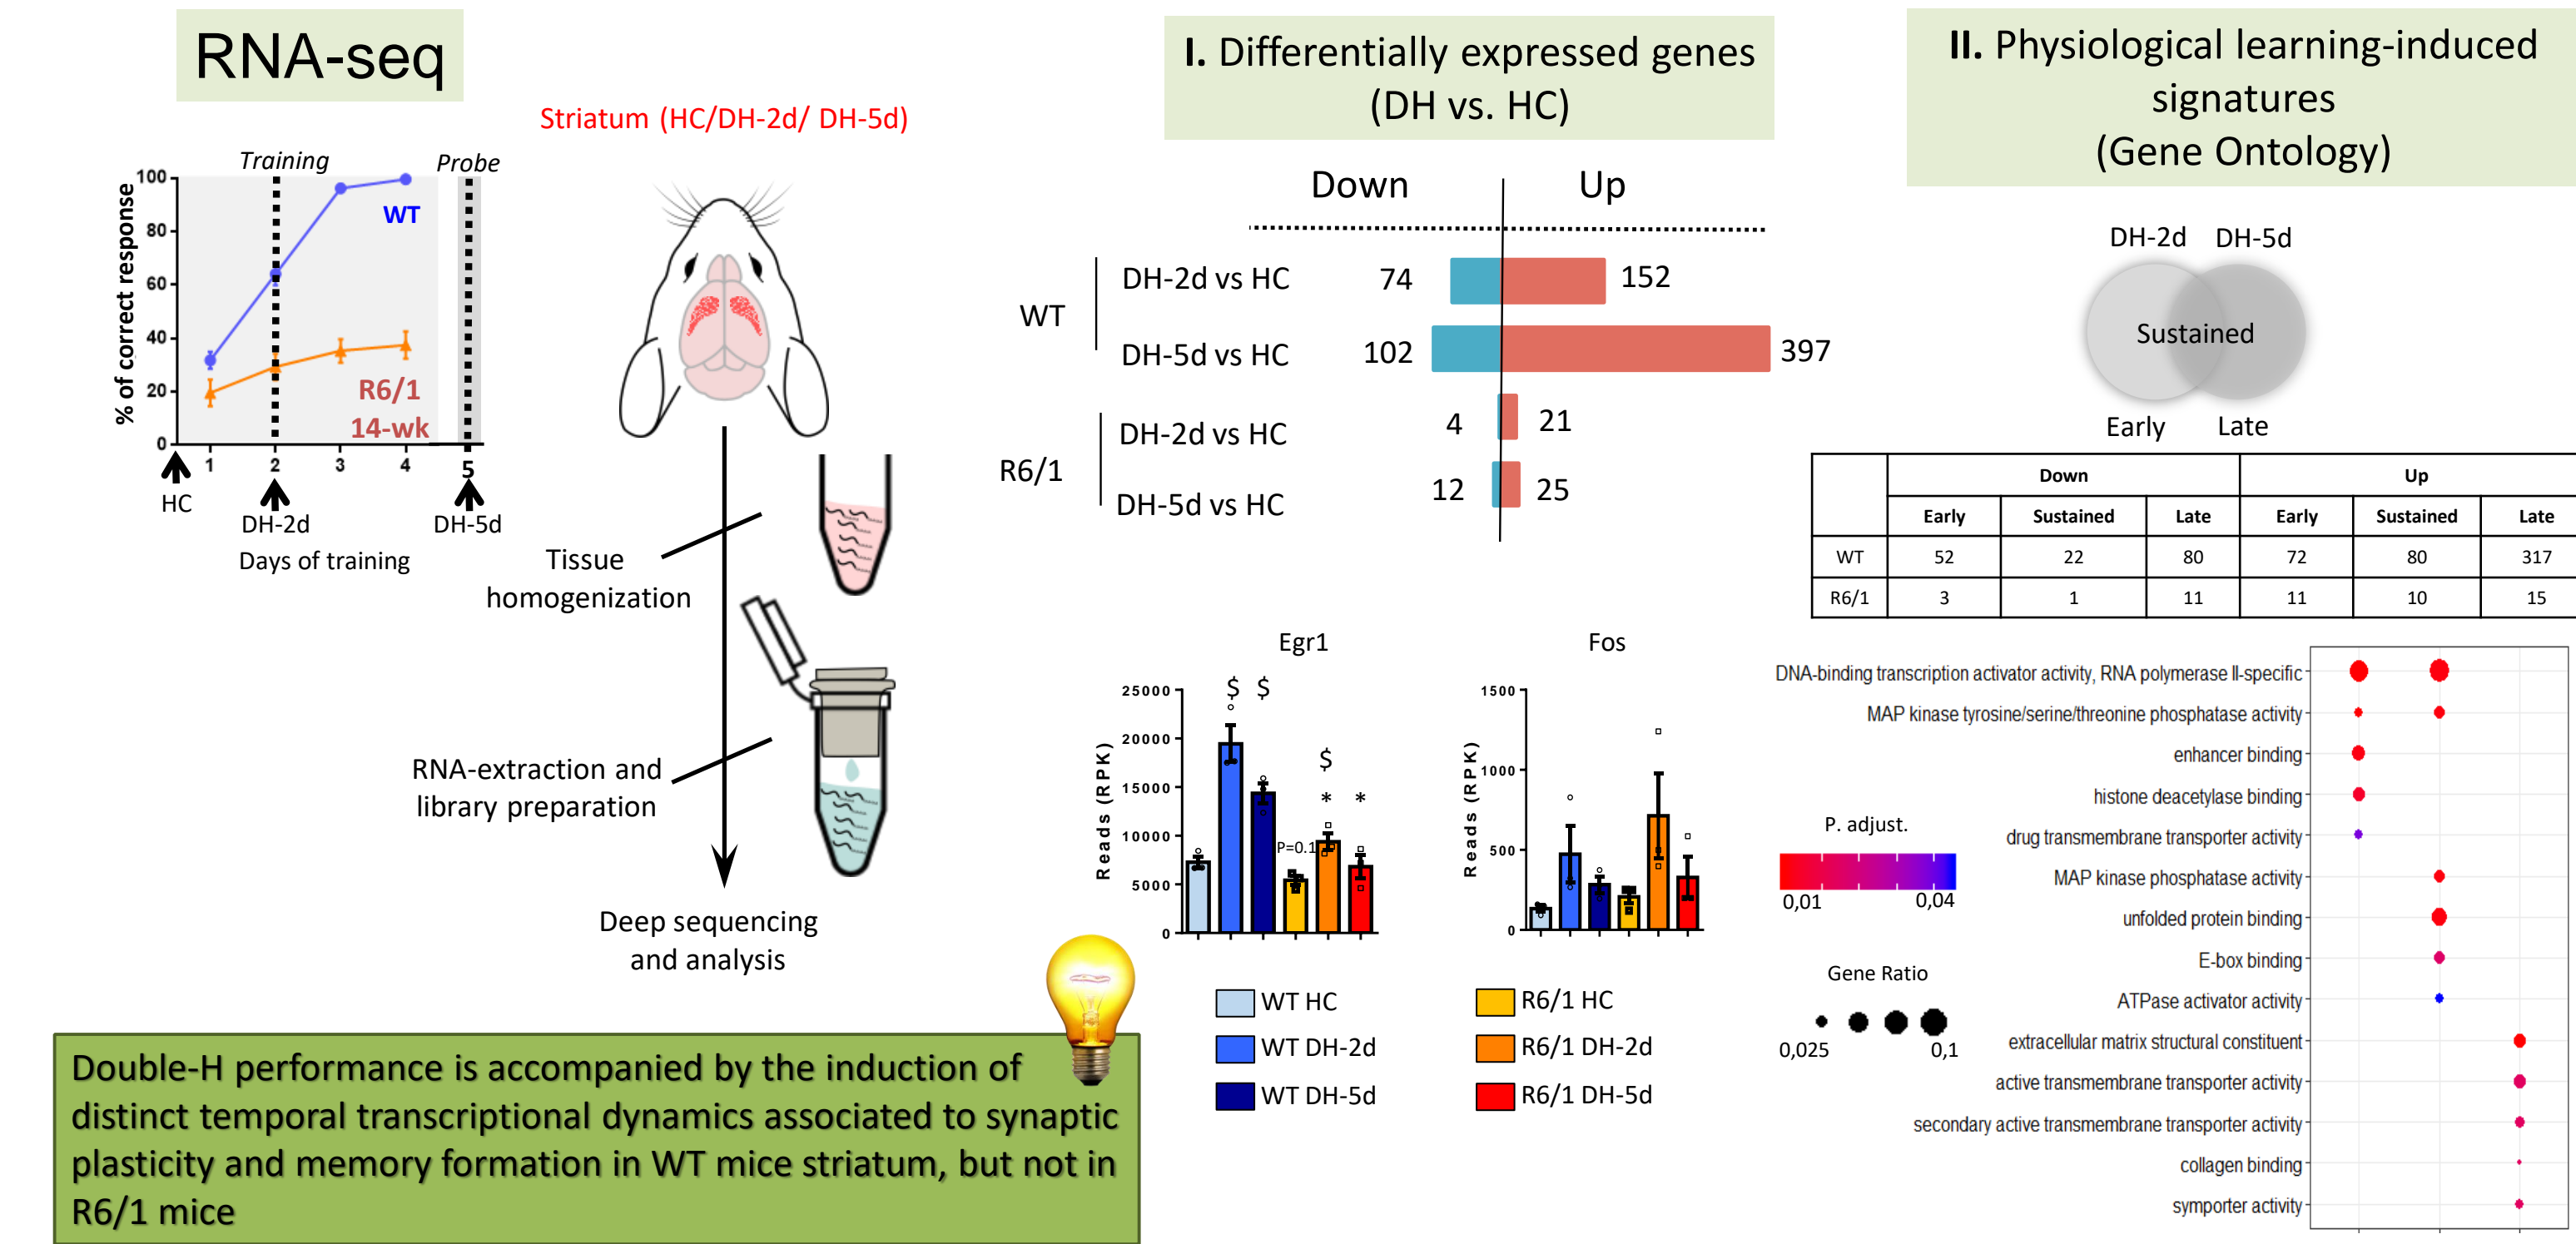 RNA-seq
Striatum (HC/DH-2d/ DH-5d)
Training
Probe
% of correct response
100
80
60
40
20
0
WT
R6/1
14-wk
1
2
3
4
5
HC
DH-2d
DH-5d
Days of training
Tissue
homogenization
RNA-extraction and
library preparation
Deep sequencing
and analysis
Double-H performance is accompanied by the induction of
distinct temporal transcriptional dynamics associated to synaptic
plasticity and memory formation in WT mice striatum, but not in
R6/1 mice
I. Differentially expressed genes
(DH vs. HC)
Down
Up
WT
DH-2d vs HC
74
152
DH-5d vs HC
102
397
R6/1
DH-2d vs HC
4
21
DH-5d vs HC
12
25
Egr1
Reads (RPK)
25000
20000
15000
10000
5000
0
$ $
P=0.1
$
* *
Fos
Reads (RPK)
1500
1000
500
0
WT HC
WT DH-2d
WT DH-5d
R6/1 HC
R6/1 DH-2d
R6/1 DH-5d
II. Physiological learning-induced
signatures
(Gene Ontology)
DH-2d DH-5d
Sustained
Early Late
Down Up
Early Sustained Late Early Sustained Late
WT 52 22 80 72 80 317
R6/1 3 1 11 11 10 15
DNA-binding transcription activator activity, RNA polymerase II-specific
MAP kinase tyrosine/serine/threonine phosphatase activity
enhancer binding
histone deacetylase binding
drug transmembrane transporter activity
MAP kinase phosphatase activity
unfolded protein binding
E-box binding
ATPase activator activity
extracellular matrix structural constituent
active transmembrane transporter activity
secondary active transmembrane transporter activity
collagen binding
symporter activity
P. adjust.
0,01 0,04
Gene Ratio
0,025 0,1